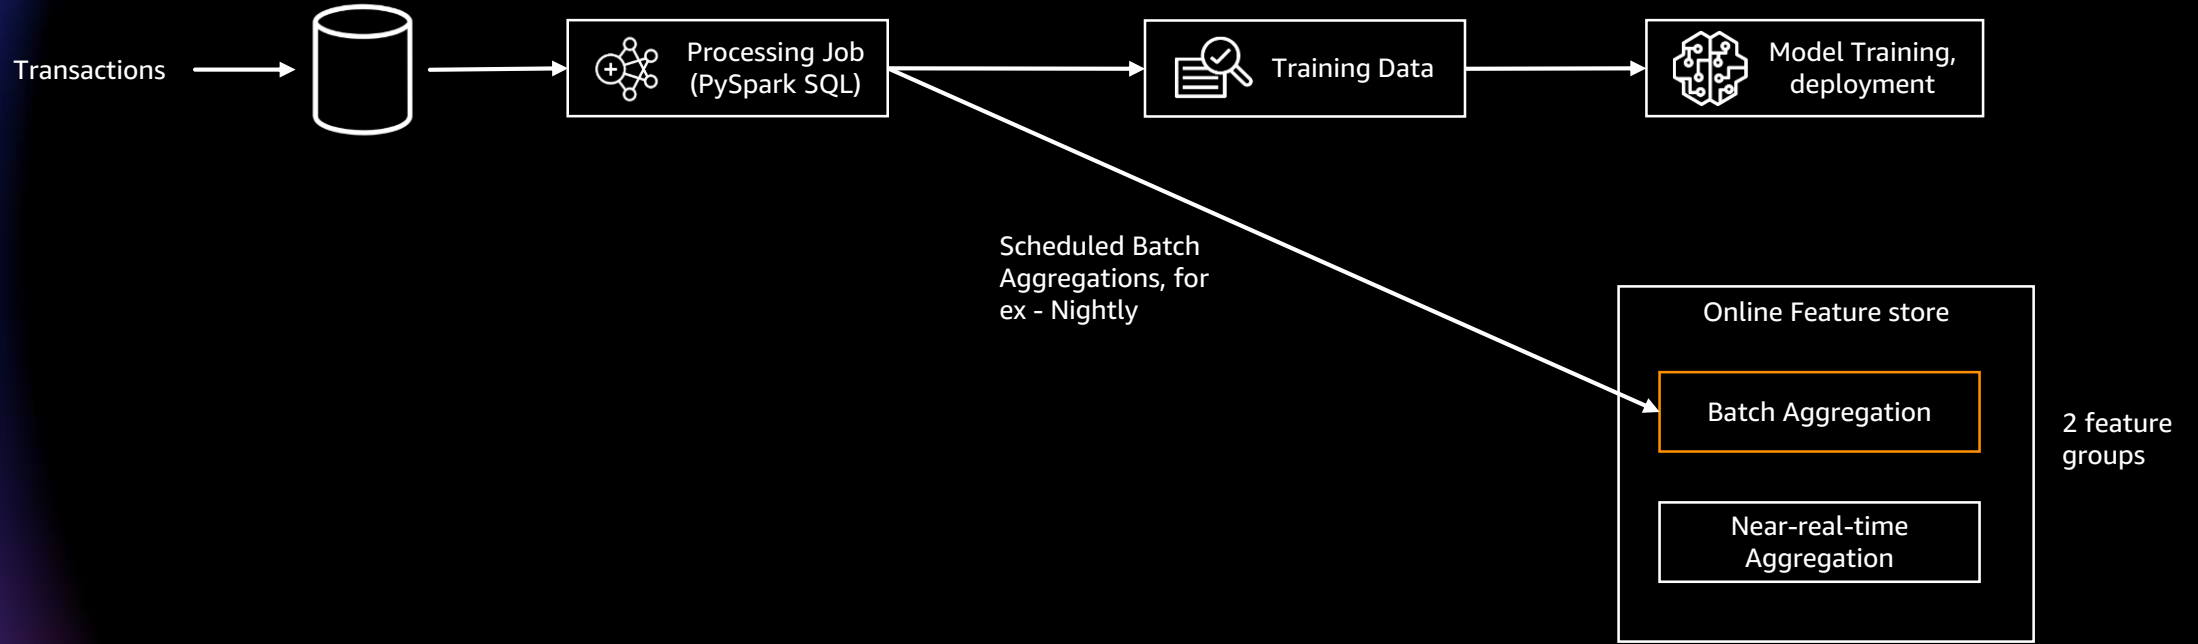 Transactions
Processing Job
(PySpark SQL)
Training Data
Model Training,
deployment
Scheduled Batch
Aggregations, for
ex - Nightly
Online Feature store
Batch Aggregation
Near-real-time
Aggregation
2 feature
groups